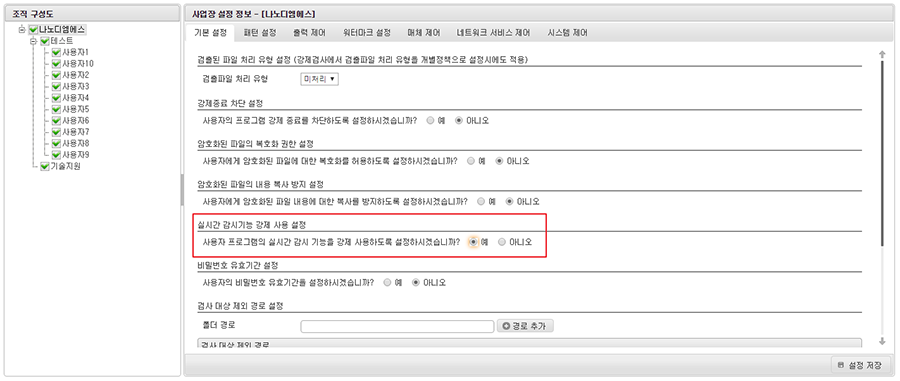 조직 구성도
나노디엠에스
테스트
사용자1
사용자10
사용자2
사용자3
사용자4
사용자5
사용자6
사용자7
사용자8
사용자9
기술지원
사업장 설정 정보 - [나노디엠에스]
기본 설정 패턴 설정 출력 제어 워터마크 설정 매체 제어 네트워크 서비스 제어 시스템 제어
검출된 파일 처리 유형 설정 (강제검사에서 검출파일 처리 유형을 개별정책으로 설정시에도 적용)
검출파일 처리 유형 미처리
강제종료 차단 설정
사용자의 프로그램 강제 종료를 차단하도록 설정하시겠습니까? 예 아니오
암호화된 파일의 복호화 권한 설정
사용자에게 암호화된 파일에 대한 복호화를 허용하도록 설정하시겠습니까? 예 아니오
암호화된 파일의 내용 복사 방지 설정
사용자에게 암호화된 파일 내용에 대한 복사를 방지하도록 설정하시겠습니까? 예 아니오
실시간 감시기능 강제 사용 설정
사용자 프로그램의 실시간 감시 기능을 강제 사용하도록 설정하시겠습니까? 예 아니오
비밀번호 유효기간 설정
사용자의 비밀번호 유효기간을 설정하시겠습니까? 예 아니오
검사 대상 제외 경로 설정
폴더 경로 경로 추가
검사 대상 제외 경로
설정 저장